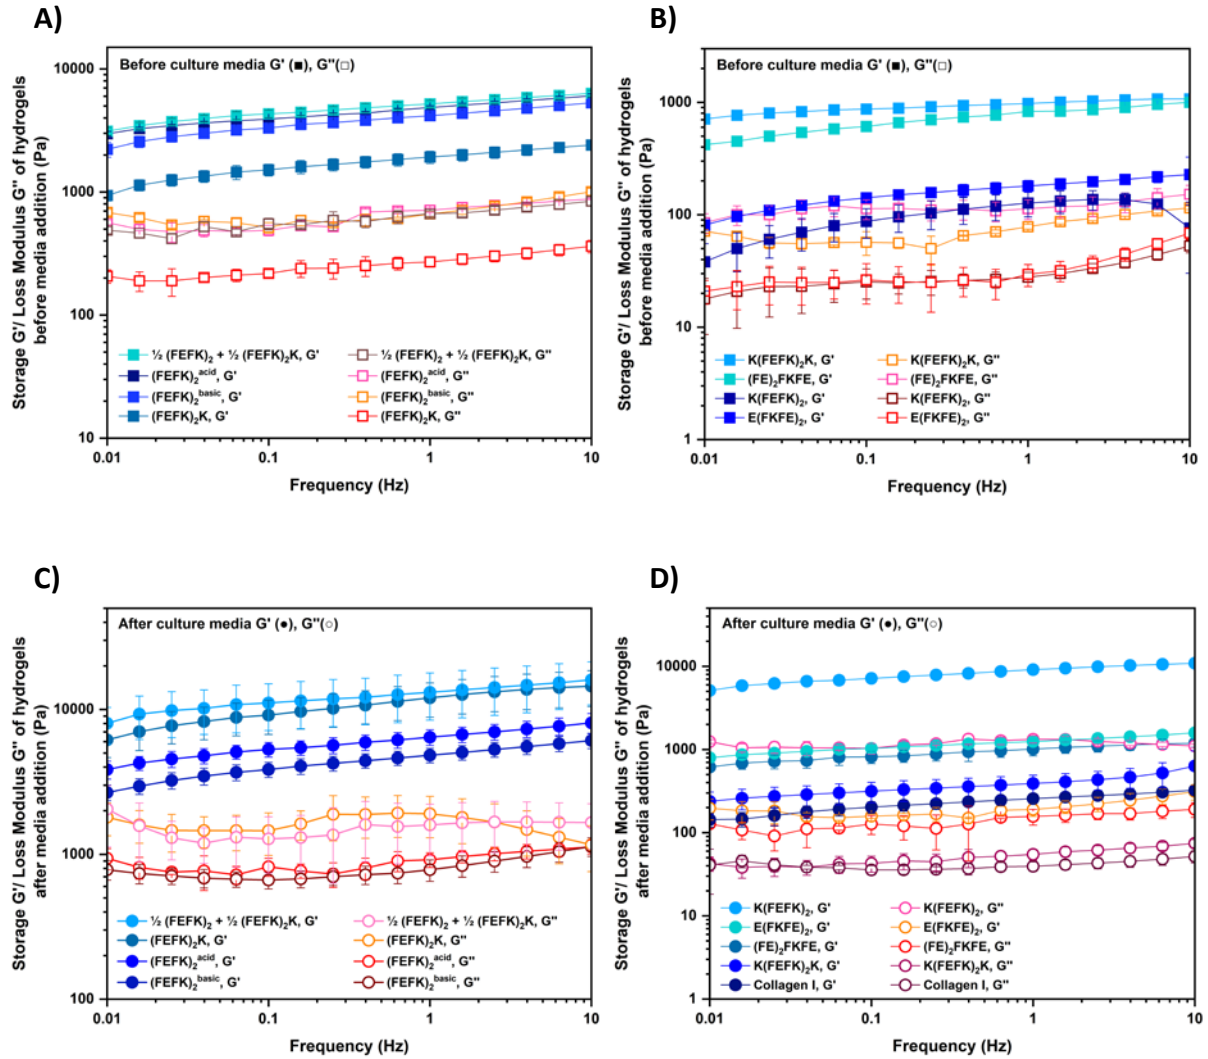 A)
Before culture media G' (■), G''(□)
Storage G'/ Loss Modulus G'' of hydrogels
before media addition (Pa)
10000
1000
100
10
½ (FEFK)₂ + ½ (FEFK)₂K, G'
(FEFK)₂ᵃᶜⁱᵈ, G'
(FEFK)₂ᵇᵃˢⁱᶜ, G'
(FEFK)₂K, G'
½ (FEFK)₂ + ½ (FEFK)₂K, G''
(FEFK)₂ᵃᶜⁱᵈ, G''
(FEFK)₂ᵇᵃˢⁱᶜ, G''
(FEFK)₂K, G''
0.01 0.1 1 10
Frequency (Hz)
B)
Before culture media G' (■), G''(□)
Storage G'/ Loss Modulus G'' of hydrogels
before media addition (Pa)
1000
100
10
1
K(FEFK)₂K, G'
(FE)₂FKFE, G'
K(FEFK)₂, G'
E(FKFE)₂, G'
K(FEFK)₂K, G''
(FE)₂FKFE, G''
K(FEFK)₂, G''
E(FKFE)₂, G''
0.01 0.1 1 10
Frequency (Hz)
C)
After culture media G' (●), G''(○)
Storage G'/ Loss Modulus G'' of hydrogels
after media addition (Pa)
10000
1000
100
½ (FEFK)₂ + ½ (FEFK)₂K, G'
(FEFK)₂K, G'
(FEFK)₂ᵃᶜⁱᵈ, G'
(FEFK)₂ᵇᵃˢⁱᶜ, G'
½ (FEFK)₂ + ½ (FEFK)₂K, G''
(FEFK)₂K, G''
(FEFK)₂ᵃᶜⁱᵈ, G''
(FEFK)₂ᵇᵃˢⁱᶜ, G''
0.01 0.1 1 10
Frequency (Hz)
D)
After culture media G' (●), G''(○)
Storage G'/ Loss Modulus G'' of hydrogels
after media addition (Pa)
10000
1000
100
10
1
K(FEFK)₂, G'
E(FKFE)₂, G'
(FE)₂FKFE, G'
K(FEFK)₂K, G'
Collagen I, G'
K(FEFK)₂, G''
E(FKFE)₂, G'
(FE)₂FKFE, G''
K(FEFK)₂K, G''
Collagen I, G''
0.01 0.1 1 10
Frequency (Hz)